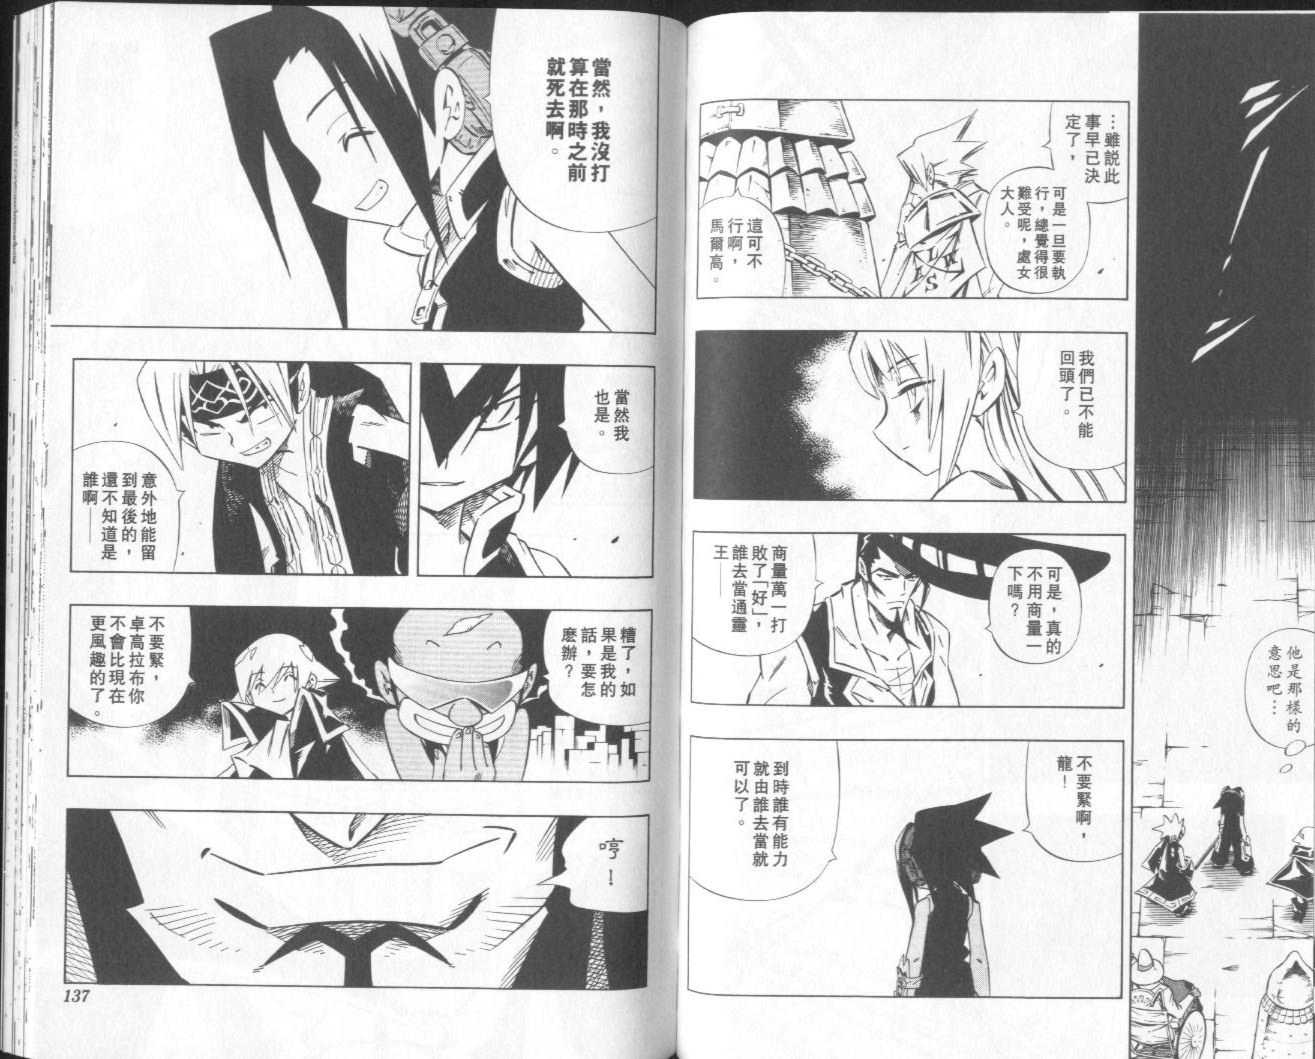 他是那樣的
意思吧…
…雖説此
事早已決
定了，
可是一旦要執
行，總覺得很
難受呢，處女
大人。
這可不
行啊，
馬爾高。
我們已不能
回頭了。
可是，真的
不用商量一
下嗎？
商量萬一打
敗了「好」，
誰去當通靈
王——
不要緊啊，
龍！
到時誰有能力
就由誰去當就
可以了。
當然，我沒打
算在那時之前
就死去啊。
當然我
也是。
意外地能留
到最後的，
還不知道是
誰啊——
糟了，如
果是我的
話，要怎
麽辦？
不要緊，
卓高拉布你
不會比現在
更風趣的了。
哼！
137